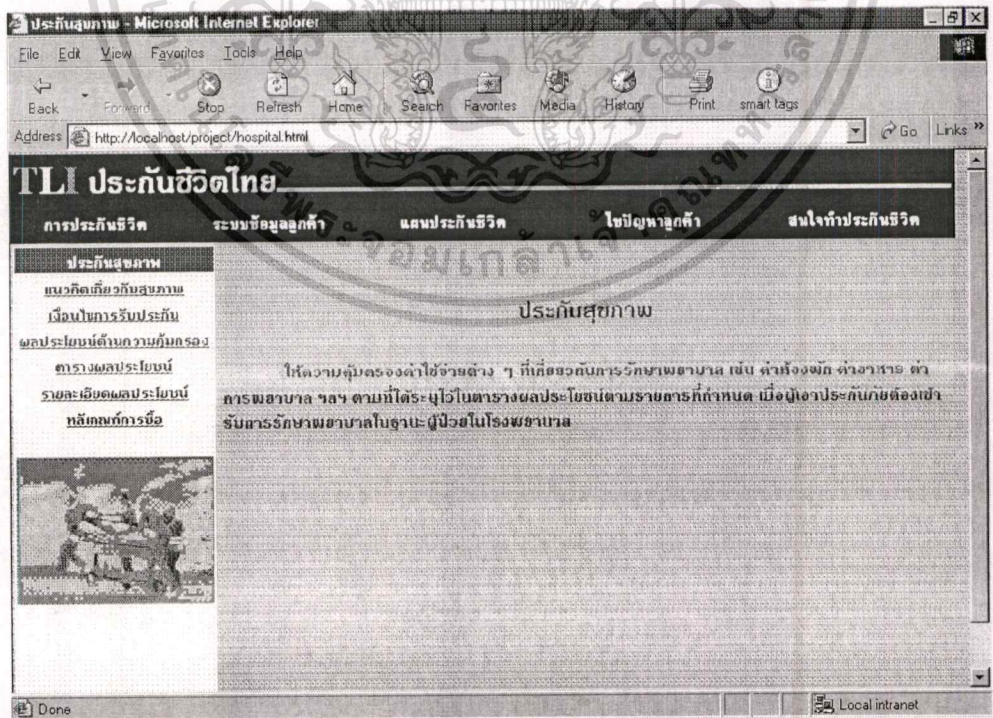 ประกันสุขภาพ - Microsoft Internet Explorer
File Edit View Favorites Tools Help
Back Forward Stop Refresh Home Search Favorites Media History Print smart tags
Address http://localhost/project/hospital.html Go Links »
TLI ประกันชีวิตไทย
การประกันชีวิต ระบบข้อมูลลูกค้า แผนประกันชีวิต ไขปัญหาลูกค้า สนใจทำประกันชีวิต
ประกันสุขภาพ
แนวคิดเกี่ยวกับสุขภาพ
เงื่อนไขการรับประกัน
ผลประโยชน์ด้านความคุ้มครอง
ตารางผลประโยชน์
รายละเอียดผลประโยชน์
หลักเกณฑ์การซื้อ
ประกันสุขภาพ
ให้ความคุ้มครองค่าใช้จ่ายต่าง ๆ ที่เกี่ยวกับการรักษาพยาบาล เช่น ค่าห้องพัก ค่าอาหาร ค่า
การพยาบาล ฯลฯ ตามที่ได้ระบุไว้ในตารางผลประโยชน์ตามรายการที่กำหนด เมื่อผู้เอาประกันภัยต้องเข้า
รับการรักษาพยาบาลในฐานะผู้ป่วยในโรงพยาบาล
Done Local intranet